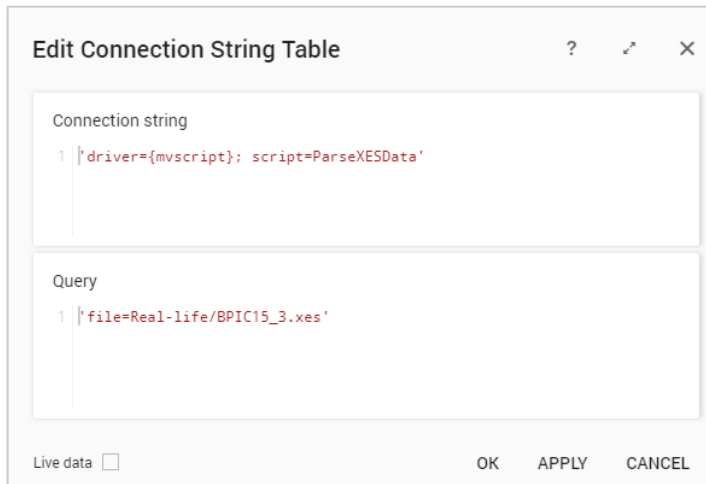 Edit Connection String Table ?
Connection string
1 'driver={mvscript}; script=ParseXESData'
Query
1 'file=Real-life/BPIC15_3.xes'
Live data OK APPLY CANCEL